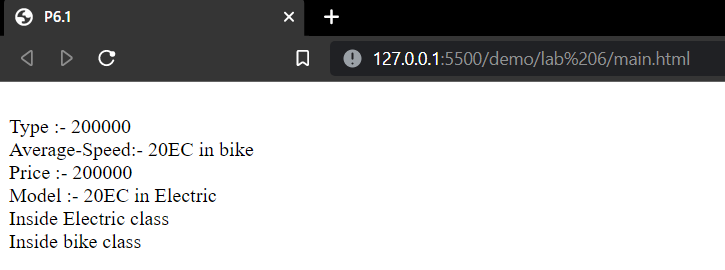 P6.1
127.0.0.1:5500/demo/lab%206/main.html
Type :- 200000
Average-Speed:- 20EC in bike
Price :- 200000
Model :- 20EC in Electric
Inside Electric class
Inside bike class